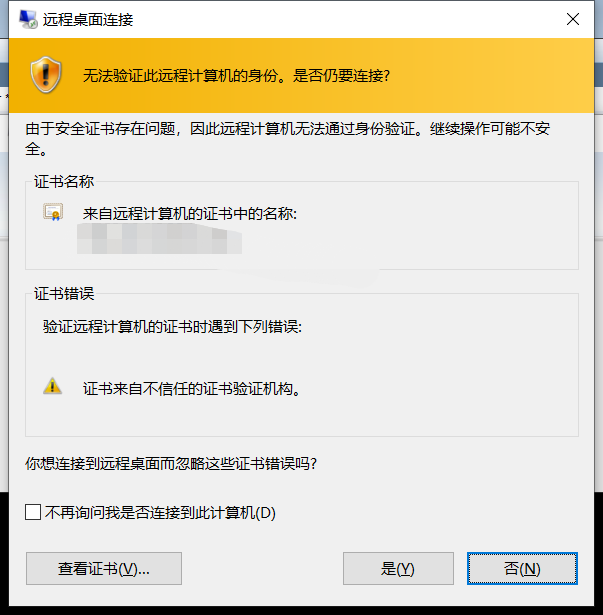 远程桌面连接
无法验证此远程计算机的身份。是否仍要连接?
由于安全证书存在问题，因此远程计算机无法通过身份验证。继续操作可能不安
全。
证书名称
来自远程计算机的证书中的名称:
证书错误
验证远程计算机的证书时遇到下列错误:
证书来自不信任的证书验证机构。
你想连接到远程桌面而忽略这些证书错误吗?
不再询问我是否连接到此计算机(D)
查看证书(V)... 是(Y) 否(N)